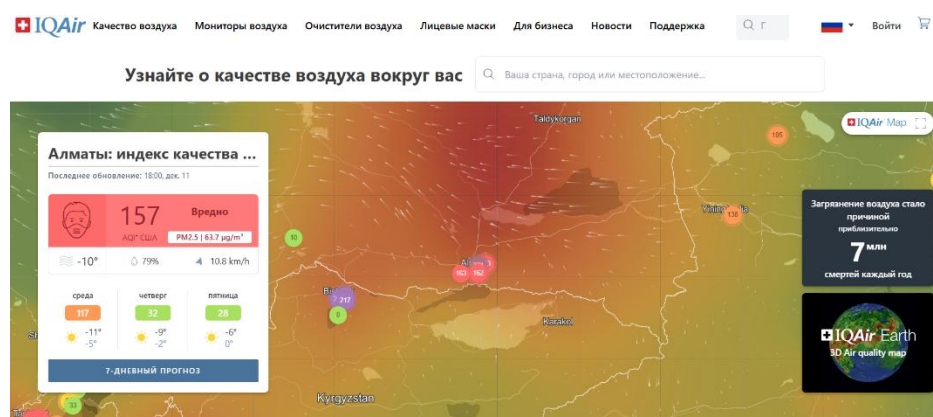 IQAir Качество воздуха Мониторы воздуха Очистители воздуха Лицевые маски Для бизнеса Новости Поддержка Войти
Узнайте о качестве воздуха вокруг вас Ваша страна, город или местоположение...
Taldykorgan
IQAir Map
105
Алматы: индекс качества ...
Последнее обновление: 18:00, дек. 11
157 Вредно
AQI* США PM2.5 | 63.7 µg/m³
-10° 79% 10.8 km/h
среда четверг пятница
117 32 28
-11° -9° -6°
-5° -2° 0°
7-ДНЕВНЫЙ ПРОГНОЗ
10
163 162
217
0
138
Karakol
Kyrgyzstan
33
Загрязнение воздуха стало
причиной
приблизительно
7 млн
смертей каждый год
IQAir Earth
3D Air quality map